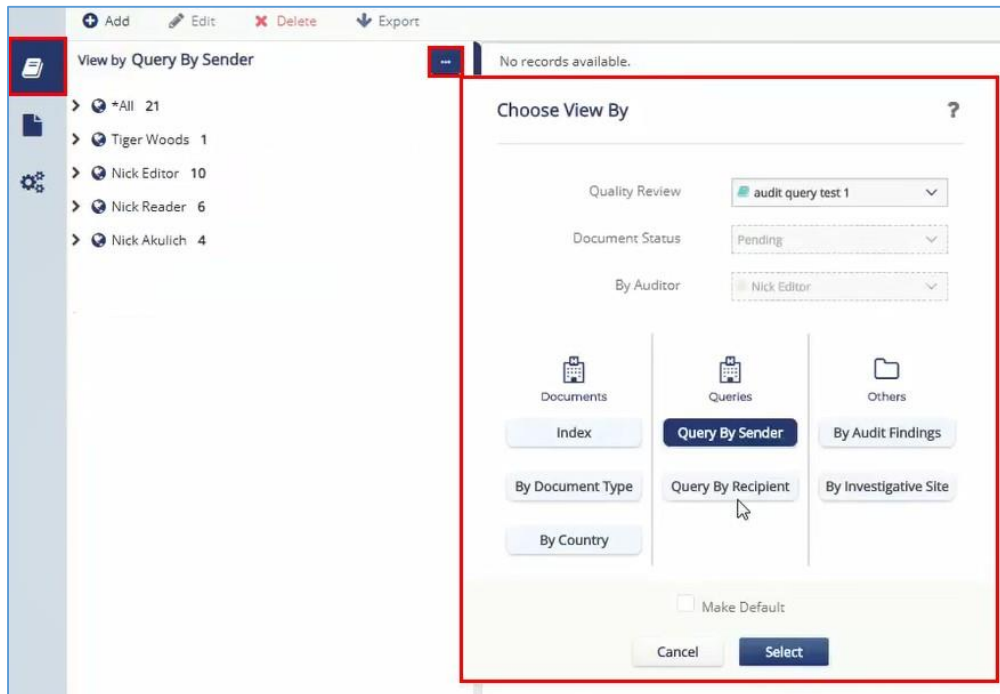 Add Edit Delete Export
View by Query By Sender ...
No records available.
*All 21
Tiger Woods 1
Nick Editor 10
Nick Reader 6
Nick Akulich 4
Choose View By ?
Quality Review audit query test 1
Document Status Pending
By Auditor Nick Editor
Documents Queries Others
Index Query By Sender By Audit Findings
By Document Type Query By Recipient By Investigative Site
By Country
Make Default
Cancel Select